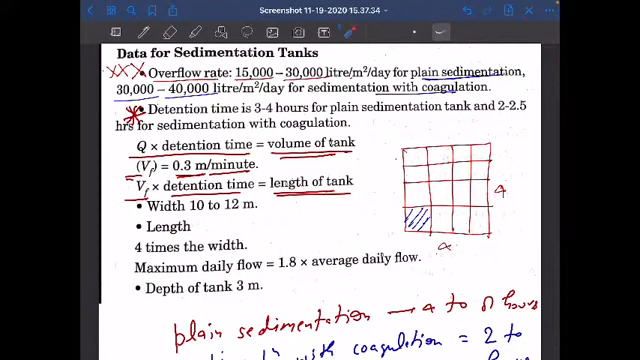 Screenshot 11-19-2020 15.37.34
Data for Sedimentation Tanks
XXX • Overflow rate: 15,000 – 30,000 litre/m²/day for plain sedimentation,
30,000 – 40,000 litre/m²/day for sedimentation with coagulation.
• Detention time is 3-4 hours for plain sedimentation tank and 2-2.5
hrs for sedimentation with coagulation.
Q × detention time = volume of tank
(Vf) = 0.3 m/minute.
Vf × detention time = length of tank
• Width 10 to 12 m.
• Length
4 times the width.
Maximum daily flow = 1.8 × average daily flow.
• Depth of tank 3 m.
4
plain sedimentation — 4 to 8 hours
with coagulation = 2 to